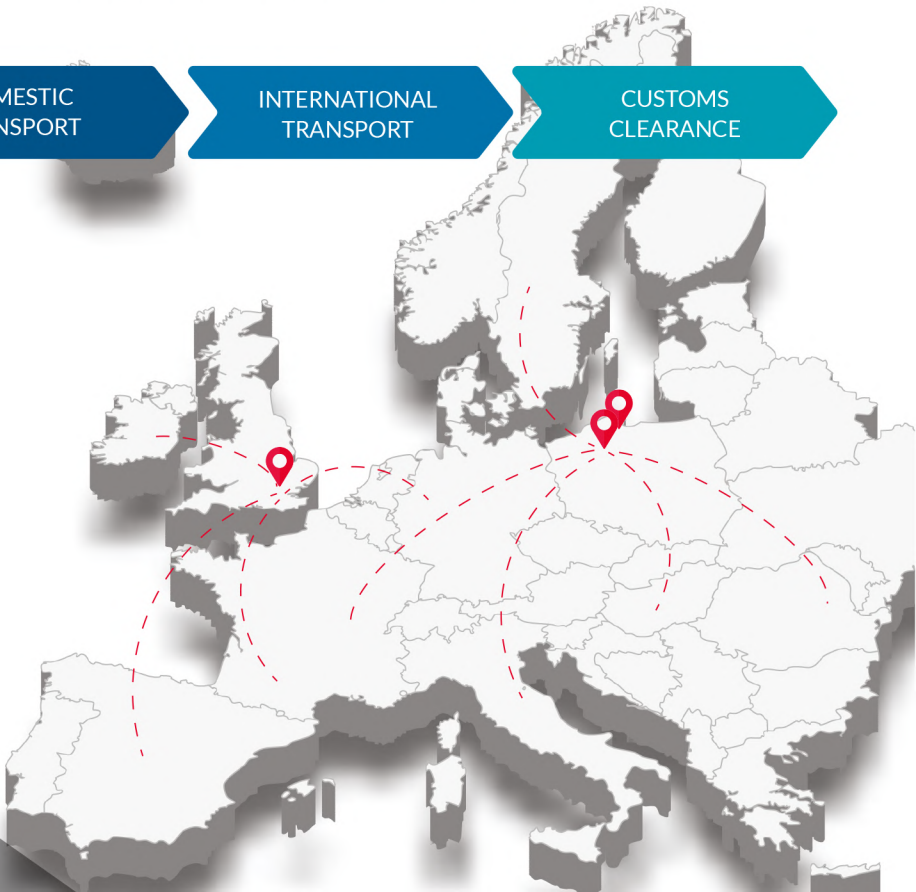 MESTIC
NSPORT
INTERNATIONAL
TRANSPORT
CUSTOMS
CLEARANCE